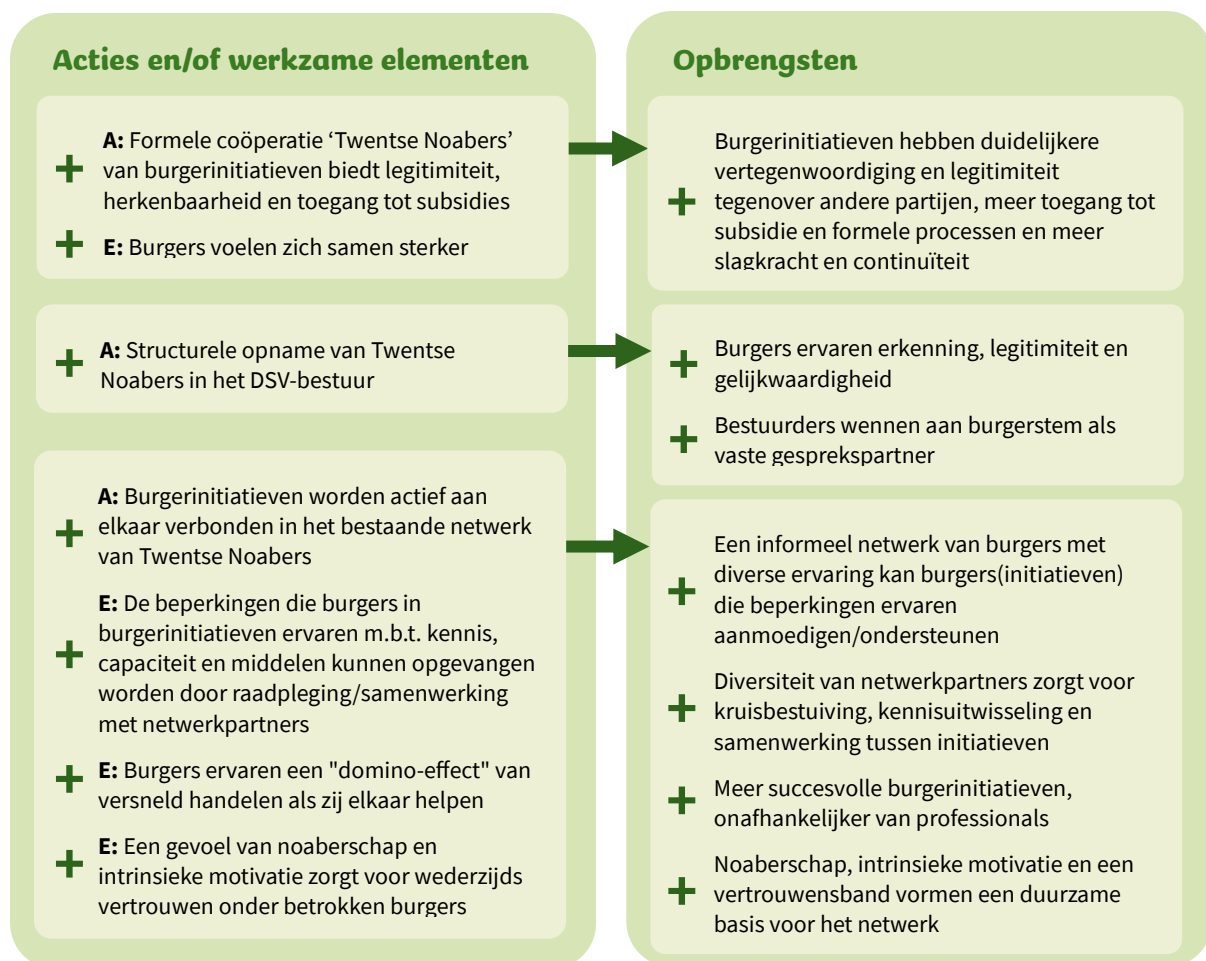 Acties en/of werkzame elementen
A: Formele coöperatie ‘Twentse Noabers’
van burgerinitiatieven biedt legitimiteit,
herkenbaarheid en toegang tot subsidies
E: Burgers voelen zich samen sterker
A: Structurele opname van Twentse
Noabers in het DSV-bestuur
A: Burgerinitiatieven worden actief aan
elkaar verbonden in het bestaande netwerk
van Twentse Noabers
E: De beperkingen die burgers in
burgerinitiatieven ervaren m.b.t. kennis,
capaciteit en middelen kunnen opgevangen
worden door raadpleging/samenwerking
met netwerkpartners
E: Burgers ervaren een "domino-effect" van
versneld handelen als zij elkaar helpen
E: Een gevoel van noaberschap en
intrinsieke motivatie zorgt voor wederzijds
vertrouwen onder betrokken burgers
Opbrengsten
Burgerinitiatieven hebben duidelijkere
vertegenwoordiging en legitimiteit
tegenover andere partijen, meer toegang tot
subsidie en formele processen en meer
slagkracht en continuïteit
Burgers ervaren erkenning, legitimiteit en
gelijkwaardigheid
Bestuurders wennen aan burgerstem als
vaste gesprekspartner
Een informeel netwerk van burgers met
diverse ervaring kan burgers(initiatieven)
die beperkingen ervaren
aanmoedigen/ondersteunen
Diversiteit van netwerkpartners zorgt voor
kruisbestuiving, kennisuitwisseling en
samenwerking tussen initiatieven
Meer succesvolle burgerinitiatieven,
onafhankelijker van professionals
Noaberschap, intrinsieke motivatie en een
vertrouwensband vormen een duurzame
basis voor het netwerk